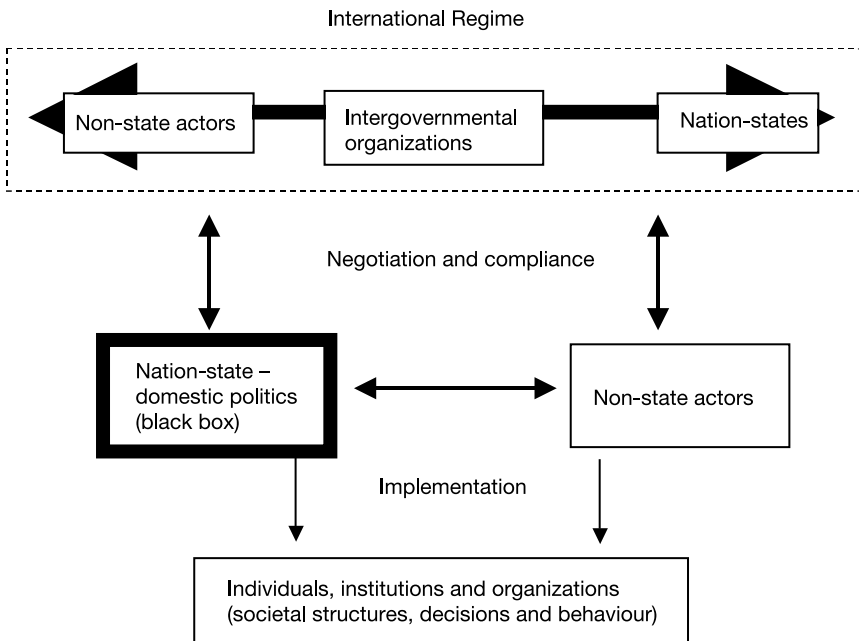 International Regime
Non-state actors
Intergovernmental
organizations
Nation-states
Negotiation and compliance
Nation-state –
domestic politics
(black box)
Non-state actors
Implementation
Individuals, institutions and organizations
(societal structures, decisions and behaviour)